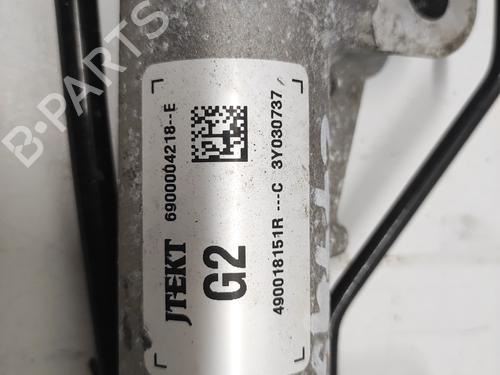 B-PARTS
JTEKT 6900004218--E
G2
490018151R ---C 3Y030737